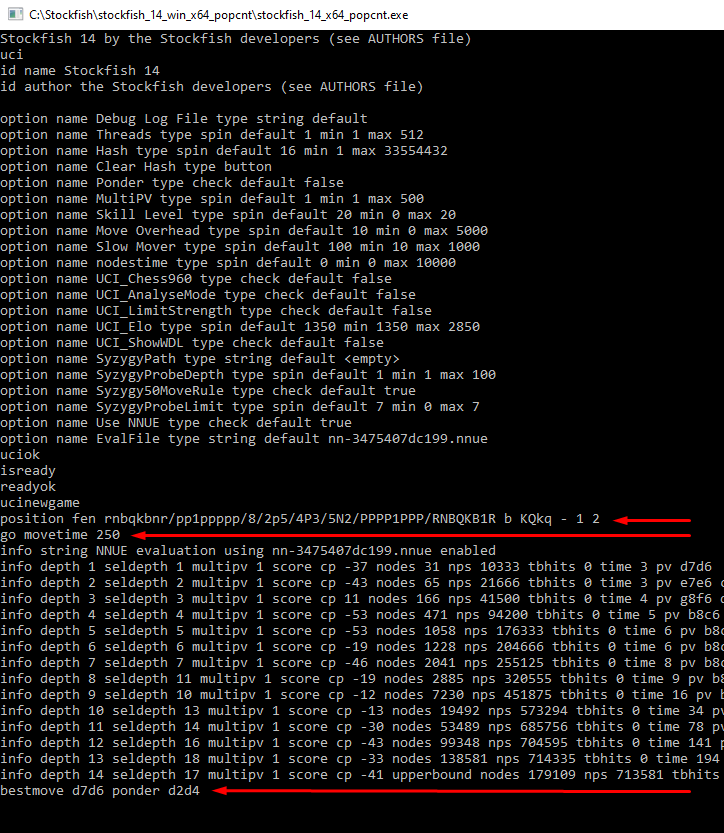 C:\Stockfish\stockfish_14_win_x64_popcnt\stockfish_14_x64_popcnt.exe
Stockfish 14 by the Stockfish developers (see AUTHORS file)
uci
id name Stockfish 14
id author the Stockfish developers (see AUTHORS file)
option name Debug Log File type string default
option name Threads type spin default 1 min 1 max 512
option name Hash type spin default 16 min 1 max 33554432
option name Clear Hash type button
option name Ponder type check default false
option name MultiPV type spin default 1 min 1 max 500
option name Skill Level type spin default 20 min 0 max 20
option name Move Overhead type spin default 10 min 0 max 5000
option name Slow Mover type spin default 100 min 10 max 1000
option name nodestime type spin default 0 min 0 max 10000
option name UCI_Chess960 type check default false
option name UCI_AnalyseMode type check default false
option name UCI_LimitStrength type check default false
option name UCI_Elo type spin default 1350 min 1350 max 2850
option name UCI_ShowWDL type check default false
option name SyzygyPath type string default <empty>
option name SyzygyProbeDepth type spin default 1 min 1 max 100
option name Syzygy50MoveRule type check default true
option name SyzygyProbeLimit type spin default 7 min 0 max 7
option name Use NNUE type check default true
option name EvalFile type string default nn-3475407dc199.nnue
uciok
isready
readyok
ucinewgame
position fen rnbqkbnr/pp1ppppp/8/2p5/4P3/5N2/PPPP1PPP/RNBQKB1R b KQkq - 1 2
go movetime 250
info string NNUE evaluation using nn-3475407dc199.nnue enabled
info depth 1 seldepth 1 multipv 1 score cp -37 nodes 31 nps 10333 tbhits 0 time 3 pv d7d6
info depth 2 seldepth 2 multipv 1 score cp -43 nodes 65 nps 21666 tbhits 0 time 3 pv e7e6
info depth 3 seldepth 3 multipv 1 score cp 11 nodes 166 nps 41500 tbhits 0 time 4 pv g8f6
info depth 4 seldepth 4 multipv 1 score cp -53 nodes 471 nps 94200 tbhits 0 time 5 pv b8c6
info depth 5 seldepth 5 multipv 1 score cp -53 nodes 1058 nps 176333 tbhits 0 time 6 pv b8c
info depth 6 seldepth 6 multipv 1 score cp -19 nodes 1228 nps 204666 tbhits 0 time 6 pv b8c
info depth 7 seldepth 7 multipv 1 score cp -46 nodes 2041 nps 255125 tbhits 0 time 8 pv b8c
info depth 8 seldepth 11 multipv 1 score cp -19 nodes 2885 nps 320555 tbhits 0 time 9 pv b8
info depth 9 seldepth 10 multipv 1 score cp -12 nodes 7230 nps 451875 tbhits 0 time 16 pv b
info depth 10 seldepth 13 multipv 1 score cp -13 nodes 19492 nps 573294 tbhits 0 time 34 pv
info depth 11 seldepth 14 multipv 1 score cp -30 nodes 53489 nps 685756 tbhits 0 time 78 pv
info depth 12 seldepth 16 multipv 1 score cp -43 nodes 99348 nps 704595 tbhits 0 time 141 p
info depth 13 seldepth 18 multipv 1 score cp -33 nodes 138581 nps 714335 tbhits 0 time 194
info depth 14 seldepth 17 multipv 1 score cp -41 upperbound nodes 179109 nps 713581 tbhits
bestmove d7d6 ponder d2d4